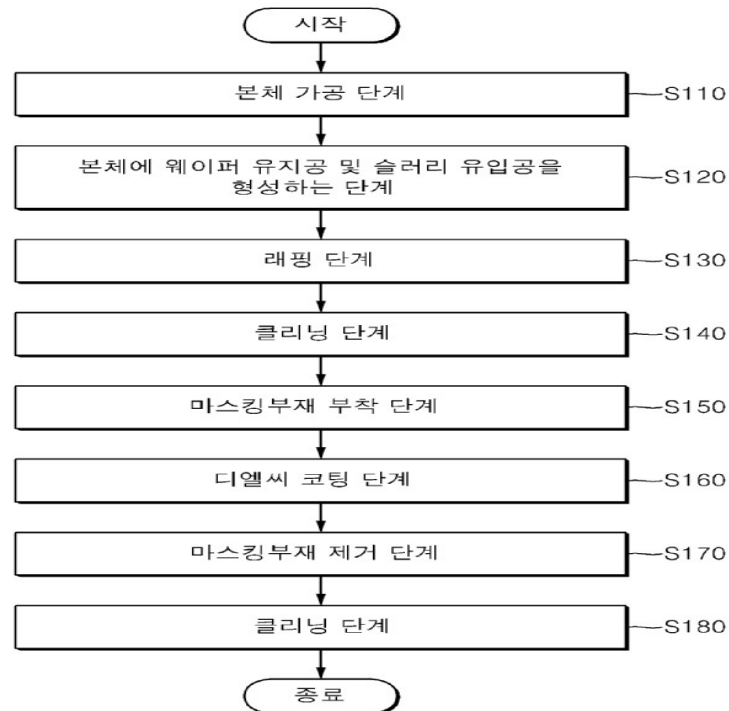 시작
본체 가공 단계
S110
본체에 웨이퍼 유지공 및 슬러리 유입공을
형성하는 단계
S120
래핑 단계
S130
클리닝 단계
S140
마스킹부재 부착 단계
S150
디엘씨 코팅 단계
S160
마스킹부재 제거 단계
S170
클리닝 단계
S180
종료